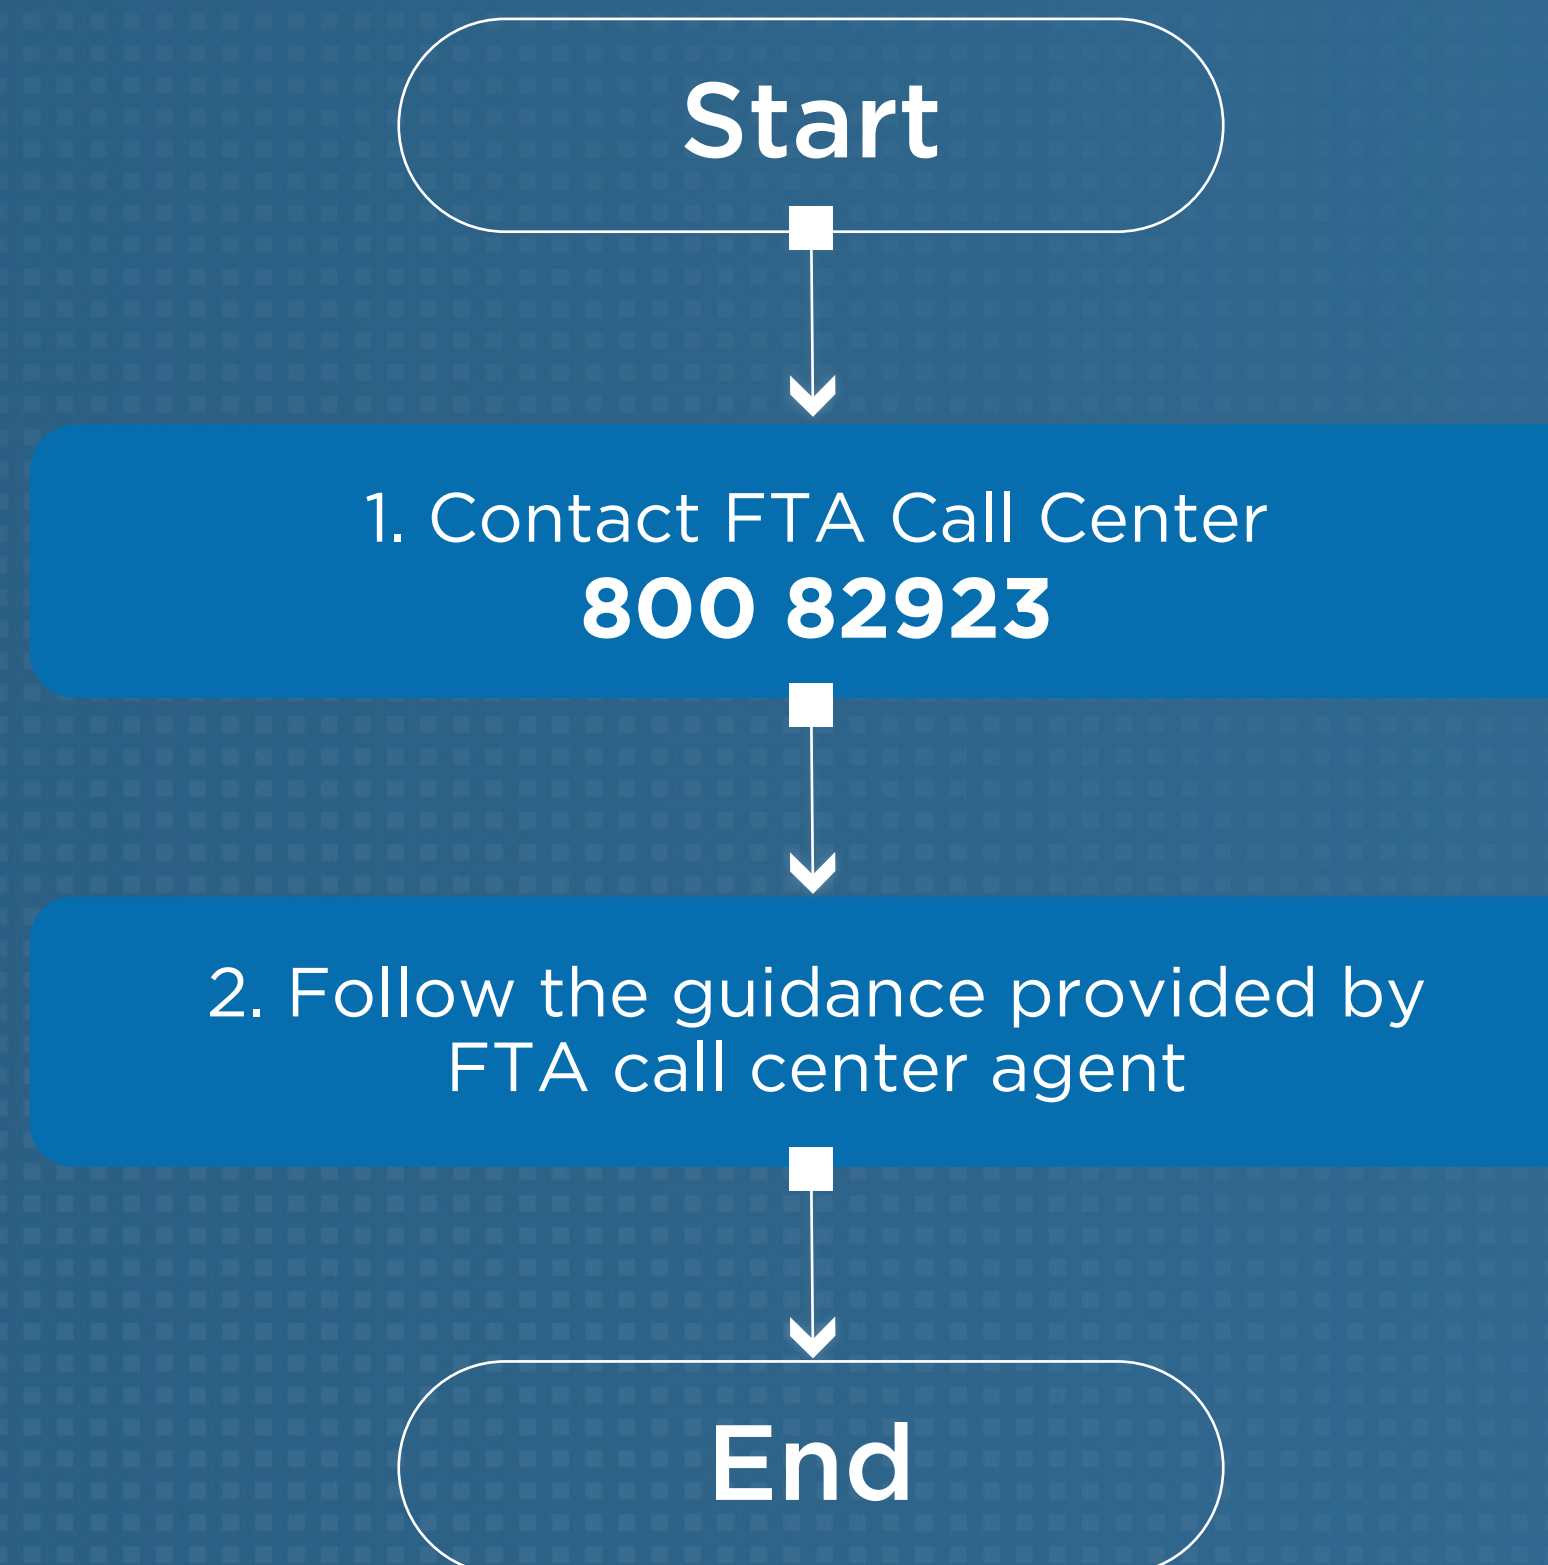 Start
1. Contact FTA Call Center
800 82923
2. Follow the guidance provided by
FTA call center agent
End